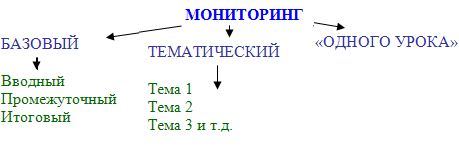 МОНИТОРИНГ
БАЗОВЫЙ
ТЕМАТИЧЕСКИЙ
«ОДНОГО УРОКА»
Вводный
Промежуточный
Итоговый
Тема 1
Тема 2
Тема 3 и т.д.